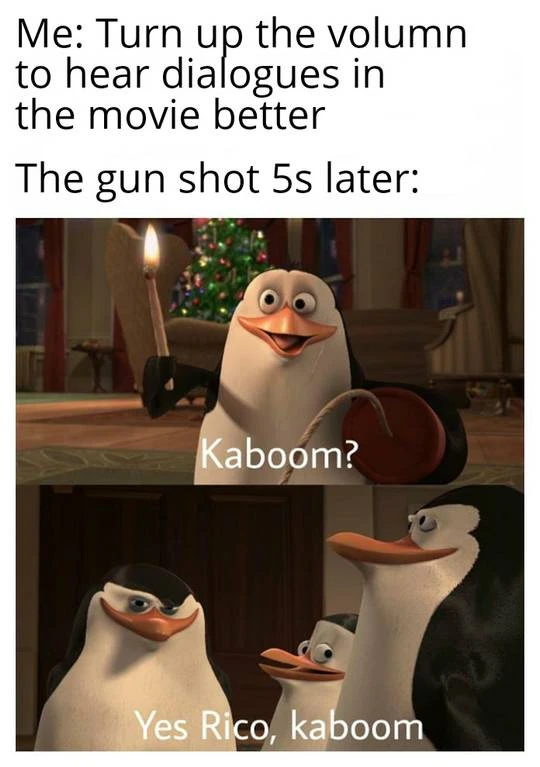 Me: Turn up the volumn
to hear dialogues in
the movie better
The gun shot 5s later:
Kaboom?
Yes Rico, kaboom